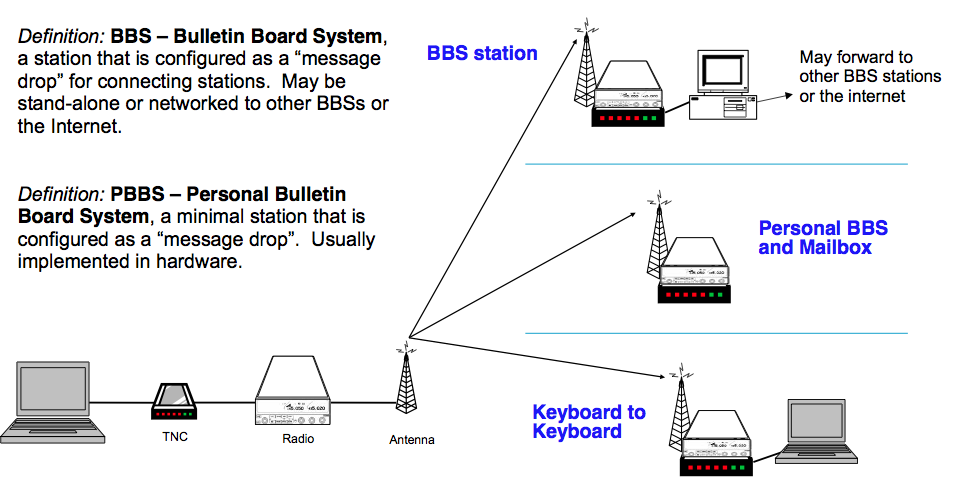 Definition: BBS – Bulletin Board System,
a station that is configured as a “message
drop” for connecting stations.  May be
stand-alone or networked to other BBSs or
the Internet.
BBS station
May forward to
other BBS stations
or the internet
Definition: PBBS – Personal Bulletin
Board System, a minimal station that is
configured as a “message drop”.  Usually
implemented in hardware.
Personal BBS
and Mailbox
Keyboard to
Keyboard
TNC
Radio
Antenna